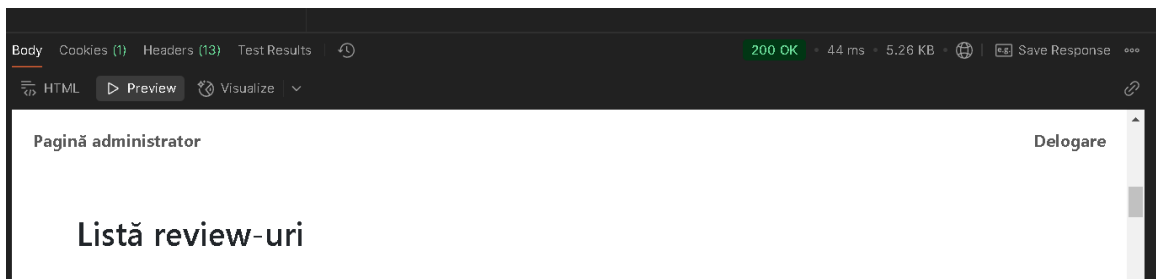 Body Cookies (1) Headers (13) Test Results 200 OK • 44 ms • 5.26 KB • e.g. Save Response
HTML Preview Visualize
Pagină administrator Delogare
Listă review-uri